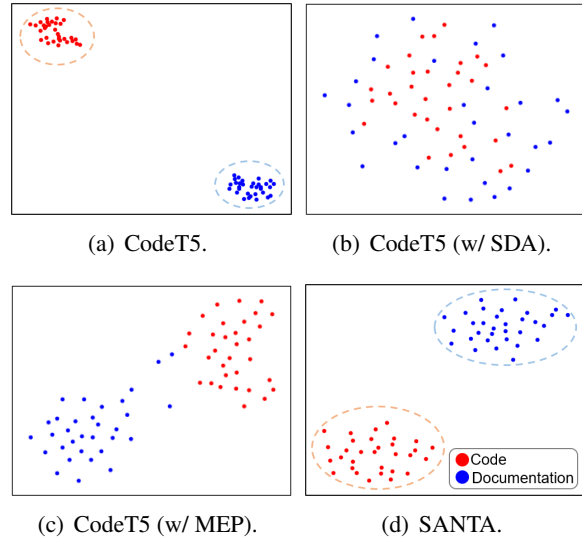 (a) CodeT5.
(b) CodeT5 (w/ SDA).
Code
Documentation
(c) CodeT5 (w/ MEP).
(d) SANTA.